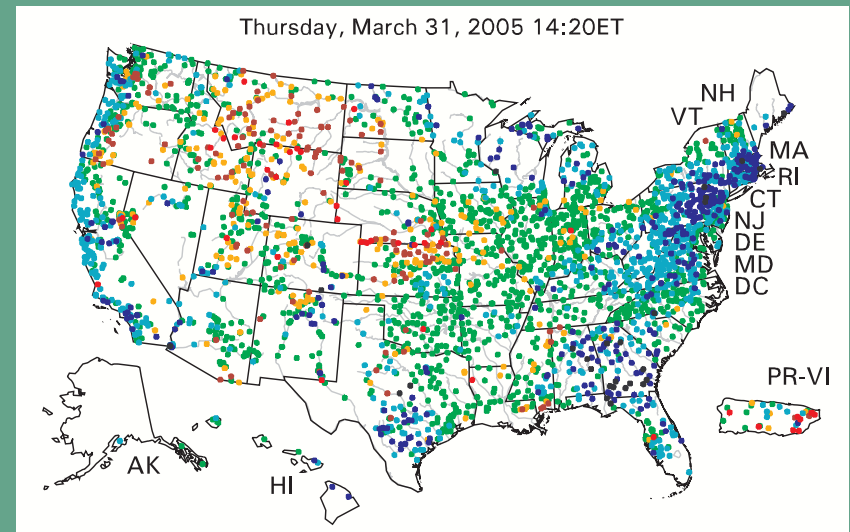 Thursday, March 31, 2005 14:20ET
NH
VT
MA
RI
CT
NJ
DE
MD
DC
PR-VI
AK
HI